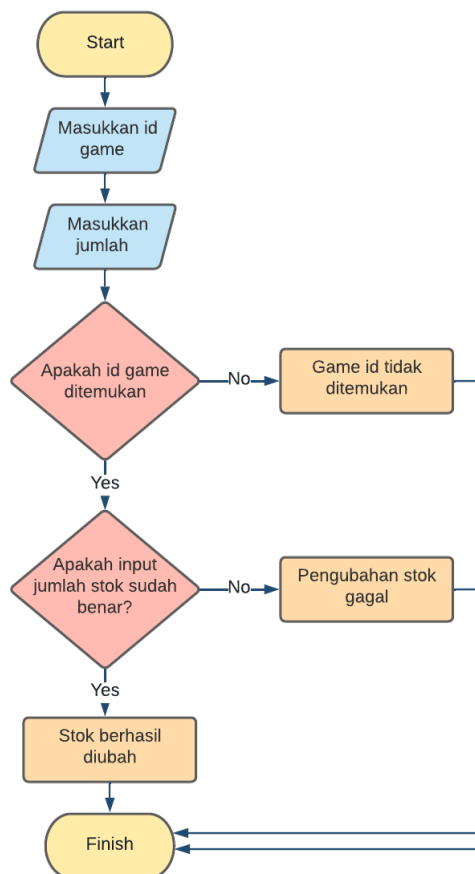 Start
Masukkan id
game
Masukkan
jumlah
Apakah id game
ditemukan
No
Game id tidak
ditemukan
Yes
Apakah input
jumlah stok sudah
benar?
No
Pengubahan stok
gagal
Yes
Stok berhasil
diubah
Finish